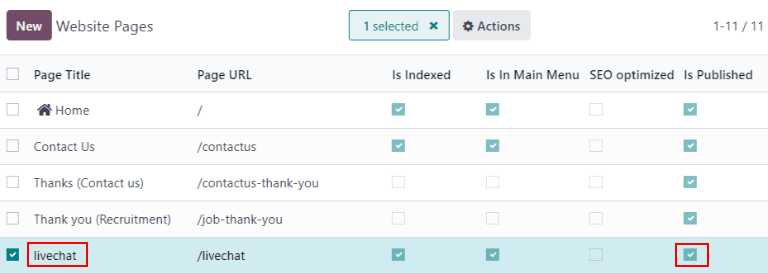 New Website Pages 1 selected × Actions 1-11 / 11
Page Title Page URL Is Indexed Is In Main Menu SEO optimized Is Published
Home /
Contact Us /contactus
Thanks (Contact us) /contactus-thank-you
Thank you (Recruitment) /job-thank-you
livechat /livechat